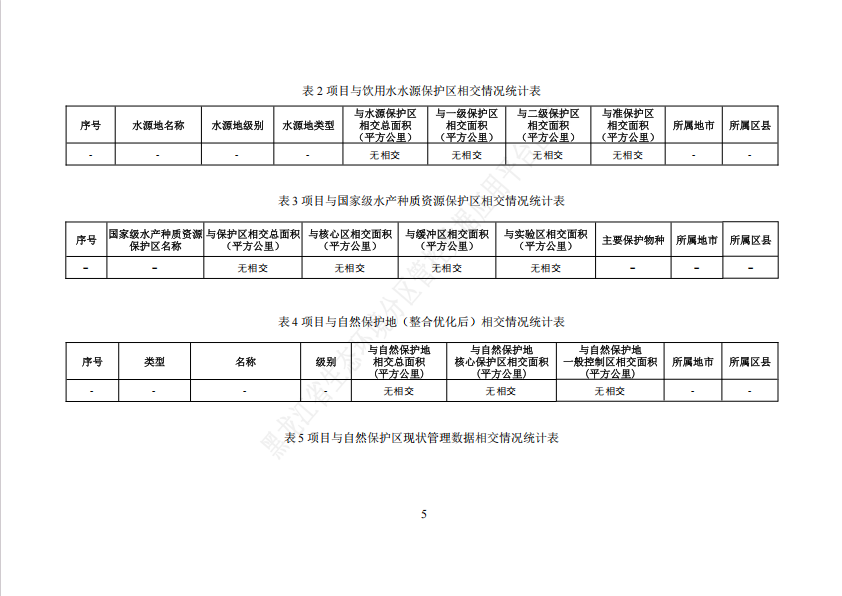 表 2 项目与饮用水水源保护区相交情况统计表
序号 水源地名称 水源地级别 水源地类型 与水源保护区相交总面积（平方公里） 与一级保护区相交面积（平方公里） 与二级保护区相交面积（平方公里） 与准保护区相交面积（平方公里） 所属地市 所属区县
- - - - 无相交 无相交 无相交 无相交 - -
表 3 项目与国家级水产种质资源保护区相交情况统计表
序号 国家级水产种质资源保护区名称 与保护区相交总面积（平方公里） 与核心区相交面积（平方公里） 与缓冲区相交面积（平方公里） 与实验区相交面积（平方公里） 主要保护物种 所属地市 所属区县
- - 无相交 无相交 无相交 无相交 - - -
表 4 项目与自然保护地（整合优化后）相交情况统计表
序号 类型 名称 级别 与自然保护地相交总面积(平方公里) 与自然保护地核心保护区相交面积(平方公里) 与自然保护地一般控制区相交面积(平方公里) 所属地市 所属区县
- - - - 无相交 无相交 无相交 - -
表 5 项目与自然保护区现状管理数据相交情况统计表
5